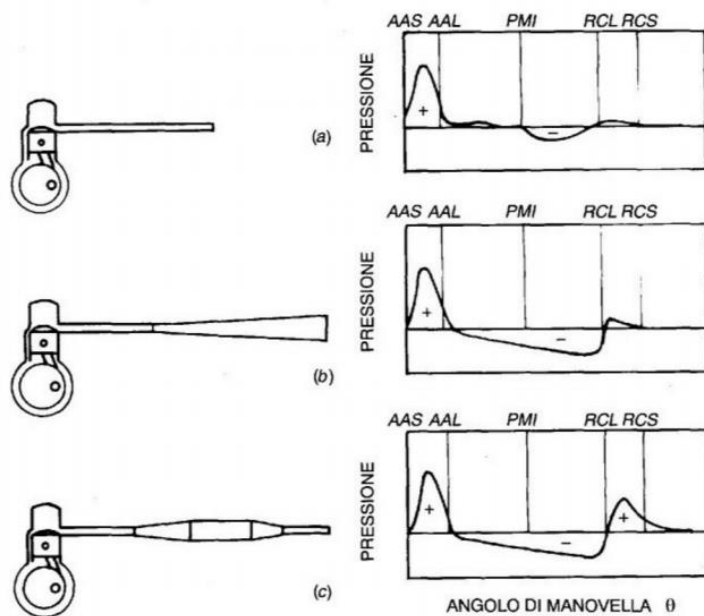 AAS AAL PMI RCL RCS
PRESSIONE
+
−
(a)
AAS AAL PMI RCL RCS
PRESSIONE
+
−
(b)
AAS AAL PMI RCL RCS
PRESSIONE
+
−
+
(c)
ANGOLO DI MANOVELLA θ